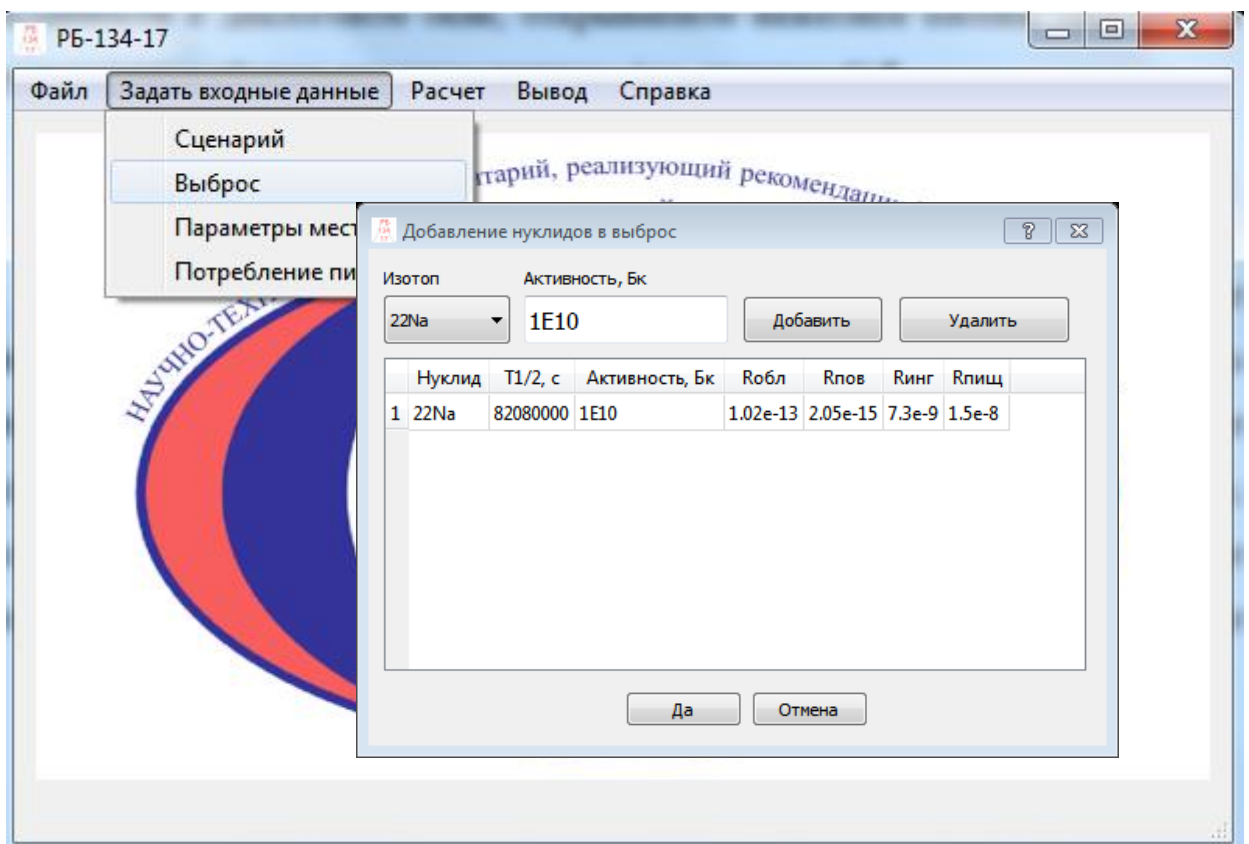 РБ-134-17
Файл Задать входные данные Расчет Вывод Справка
Сценарий
Выброс
Параметры мест
Потребление пи
тарий, реализующий рекомендаци
НАУЧНО-ТЕХН
Добавление нуклидов в выброс
Изотоп Активность, Бк
22Na 1E10 Добавить Удалить
Нуклид T1/2, с Активность, Бк Rобл Rпов Rинг Rпищ
1 22Na 82080000 1E10 1.02e-13 2.05e-15 7.3e-9 1.5e-8
Да Отмена